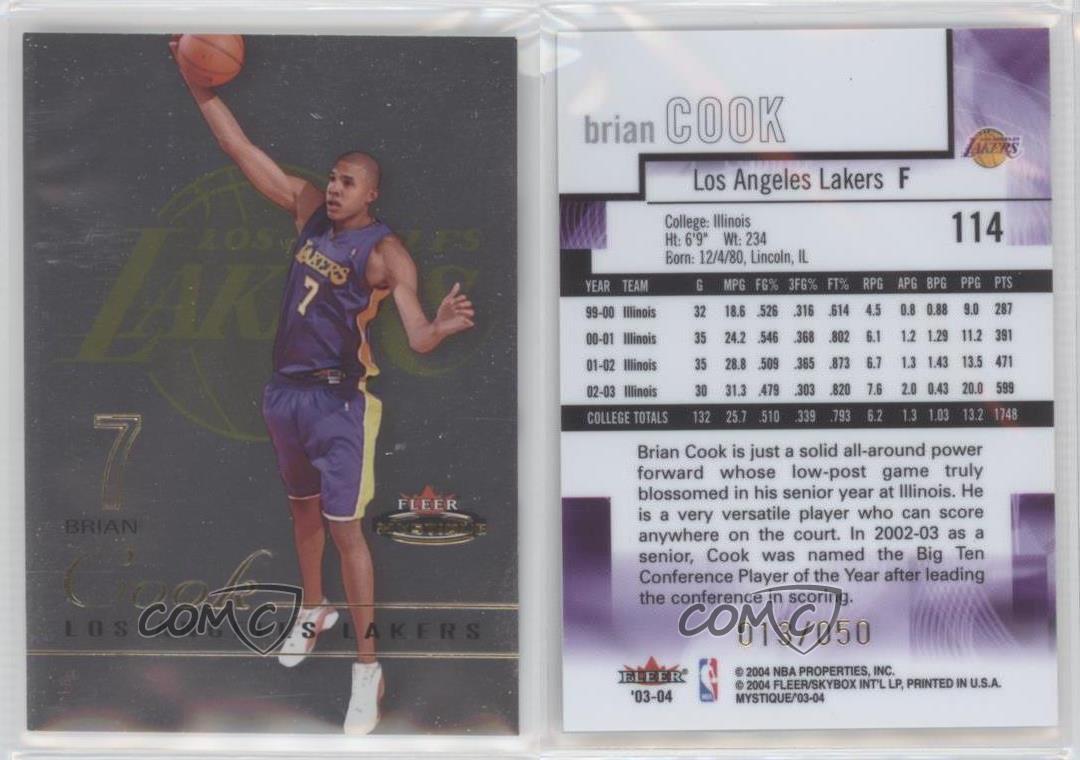 LOS ANGELES
LAKERS
LAKERS
7
7
BRIAN
Cook
LOS ANGELES LAKERS
FLEER
MYSTIQUE
COMC
brian COOK
LOS ANGELES
LAKERS
Los Angeles Lakers F
College: Illinois
Ht: 6'9" Wt: 234
Born: 12/4/80, Lincoln, IL
114
YEAR TEAM G MPG FG% 3FG% FT% RPG APG BPG PPG PTS
99-00 Illinois 32 18.6 .526 .316 .614 4.5 0.8 0.88 9.0 287
00-01 Illinois 35 24.2 .546 .368 .802 6.1 1.2 1.29 11.2 391
01-02 Illinois 35 28.8 .509 .365 .873 6.7 1.3 1.43 13.5 471
02-03 Illinois 30 31.3 .479 .303 .820 7.6 2.0 0.43 20.0 599
COLLEGE TOTALS 132 25.7 .510 .339 .793 6.2 1.3 1.03 13.2 1748
Brian Cook is just a solid all-around power
forward whose low-post game truly
blossomed in his senior year at Illinois. He
is a very versatile player who can score
anywhere on the court. In 2002-03 as a
senior, Cook was named the Big Ten
Conference Player of the Year after leading
the conference in scoring.
COMC
013/050
FLEER
'03-04
NBA
© 2004 NBA PROPERTIES, INC.
© 2004 FLEER/SKYBOX INT'L LP, PRINTED IN U.S.A.
MYSTIQUE/'03-04